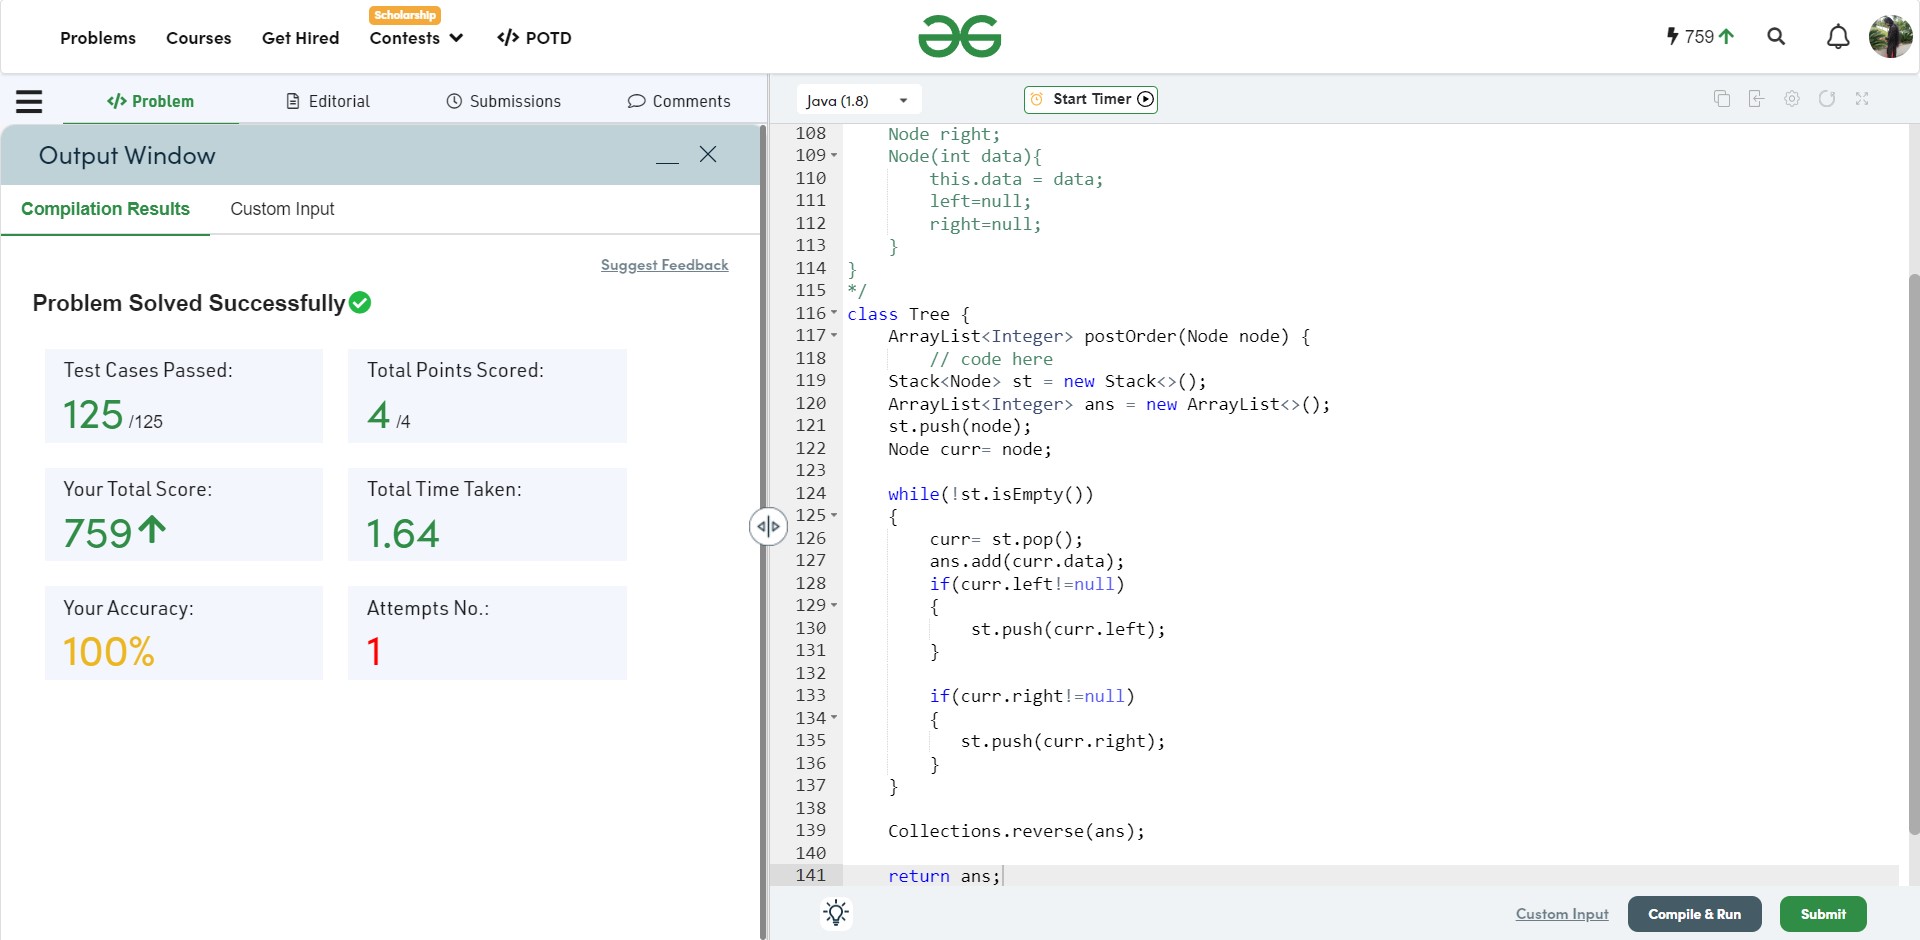 Problems Courses Get Hired Scholarship Contests </> POTD
759
</> Problem Editorial Submissions Comments
Output Window
Compilation Results Custom Input
Suggest Feedback
Problem Solved Successfully
Test Cases Passed:
125 /125
Total Points Scored:
4 /4
Your Total Score:
759
Total Time Taken:
1.64
Your Accuracy:
100%
Attempts No.:
1
Java (1.8) Start Timer
108 Node right;
109 Node(int data){
110 this.data = data;
111 left=null;
112 right=null;
113 }
114 }
115 */
116 class Tree {
117 ArrayList<Integer> postOrder(Node node) {
118 // code here
119 Stack<Node> st = new Stack<>();
120 ArrayList<Integer> ans = new ArrayList<>();
121 st.push(node);
122 Node curr= node;
123
124 while(!st.isEmpty())
125 {
126 curr= st.pop();
127 ans.add(curr.data);
128 if(curr.left!=null)
129 {
130 st.push(curr.left);
131 }
132
133 if(curr.right!=null)
134 {
135 st.push(curr.right);
136 }
137 }
138
139 Collections.reverse(ans);
140
141 return ans;
Custom Input Compile & Run Submit